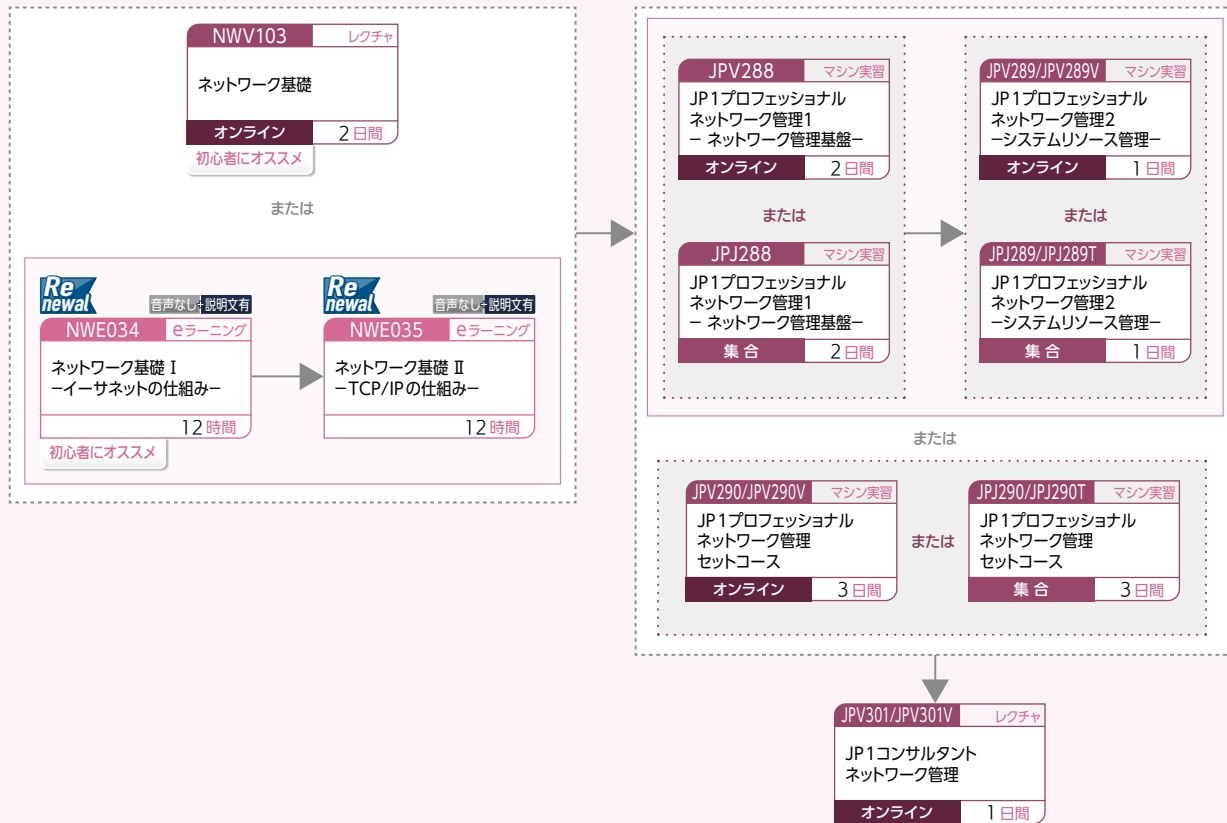 NWV103 レクチャ
ネットワーク基礎
オンライン 2日間
初心者にオススメ
または
Re
newal
音声なし+説明文有
NWE034 eラーニング
ネットワーク基礎 Ⅰ
−イーサネットの仕組み−
12時間
初心者にオススメ
Re
newal
音声なし+説明文有
NWE035 eラーニング
ネットワーク基礎 Ⅱ
−TCP/IPの仕組み−
12時間
JPV288 マシン実習
JP1プロフェッショナル
ネットワーク管理1
− ネットワーク管理基盤−
オンライン 2日間
または
JPJ288 マシン実習
JP1プロフェッショナル
ネットワーク管理1
− ネットワーク管理基盤−
集合 2日間
JPV289/JPV289V マシン実習
JP1プロフェッショナル
ネットワーク管理2
−システムリソース管理−
オンライン 1日間
または
JPJ289/JPJ289T マシン実習
JP1プロフェッショナル
ネットワーク管理2
−システムリソース管理−
集合 1日間
または
JPV290/JPV290V マシン実習
JP1プロフェッショナル
ネットワーク管理
セットコース
オンライン 3日間
または
JPJ290/JPJ290T マシン実習
JP1プロフェッショナル
ネットワーク管理
セットコース
集合 3日間
JPV301/JPV301V レクチャ
JP1コンサルタント
ネットワーク管理
オンライン 1日間